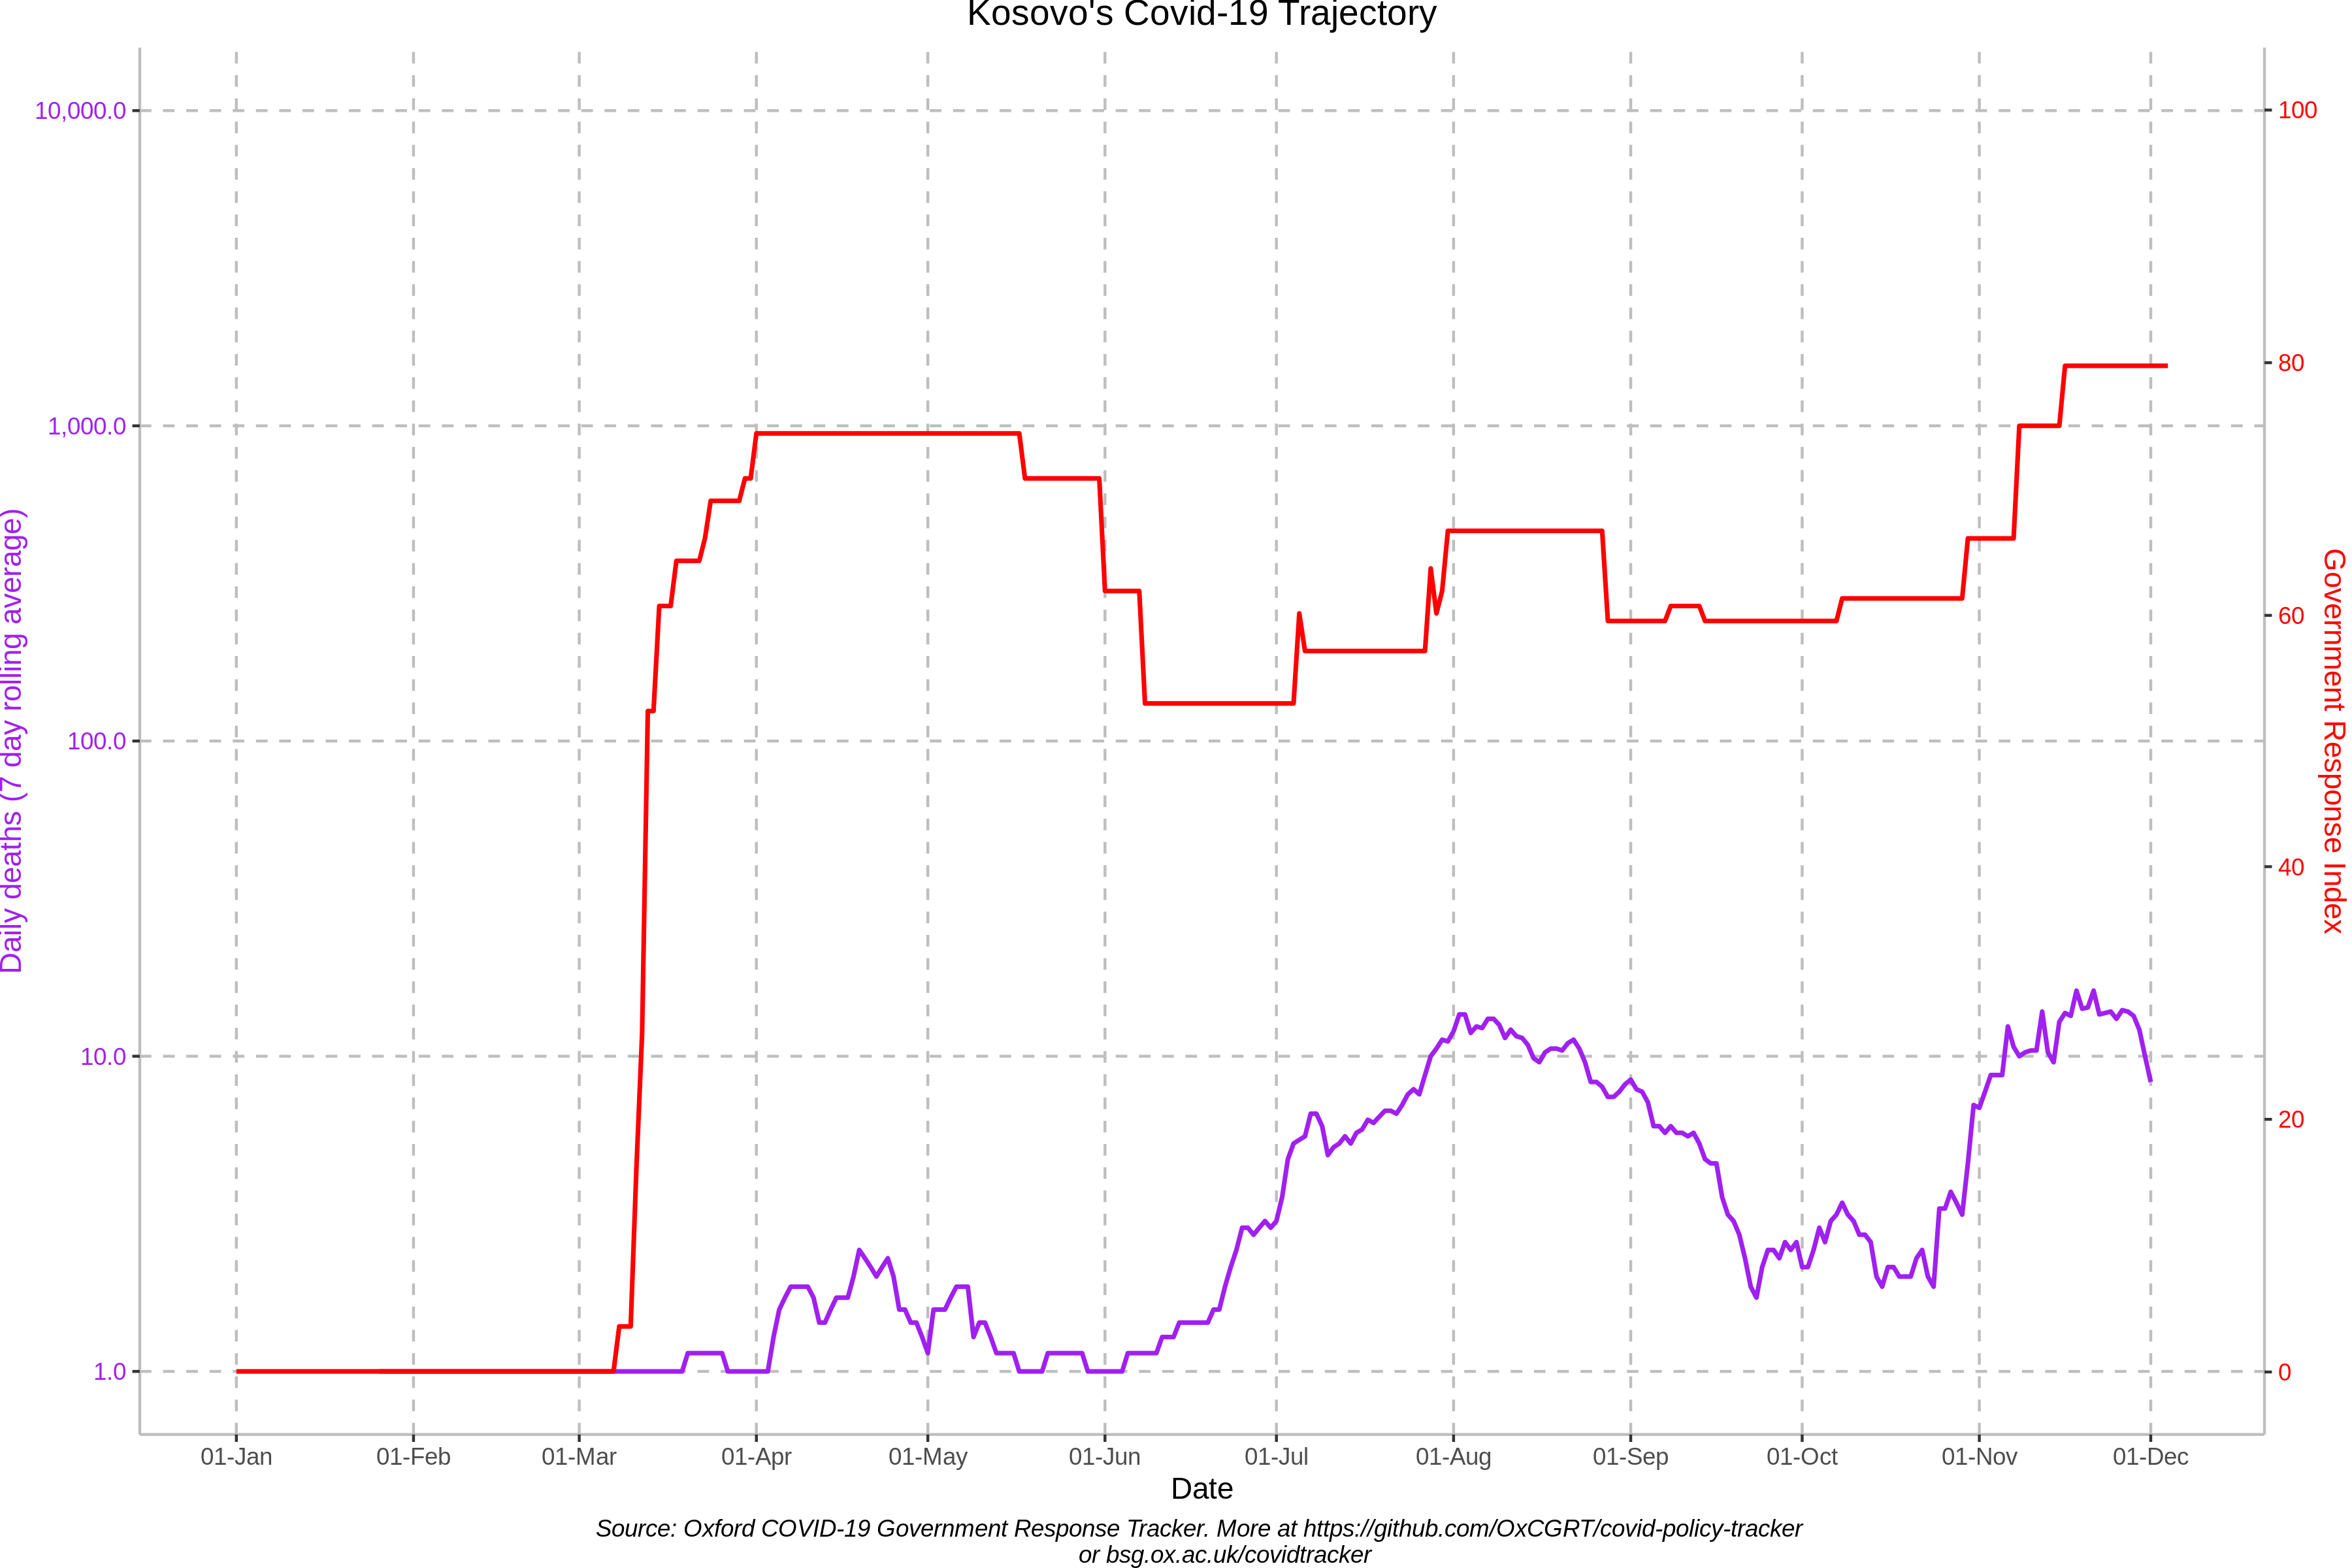 Kosovo's Covid-19 Trajectory
10,000.0
1,000.0
100.0
10.0
1.0
Daily deaths (7 day rolling average)
100
80
60
40
20
0
Government Response Index
01-Jan
01-Feb
01-Mar
01-Apr
01-May
01-Jun
01-Jul
01-Aug
01-Sep
01-Oct
01-Nov
01-Dec
Date
Source: Oxford COVID-19 Government Response Tracker. More at https://github.com/OxCGRT/covid-policy-tracker
or bsg.ox.ac.uk/covidtracker